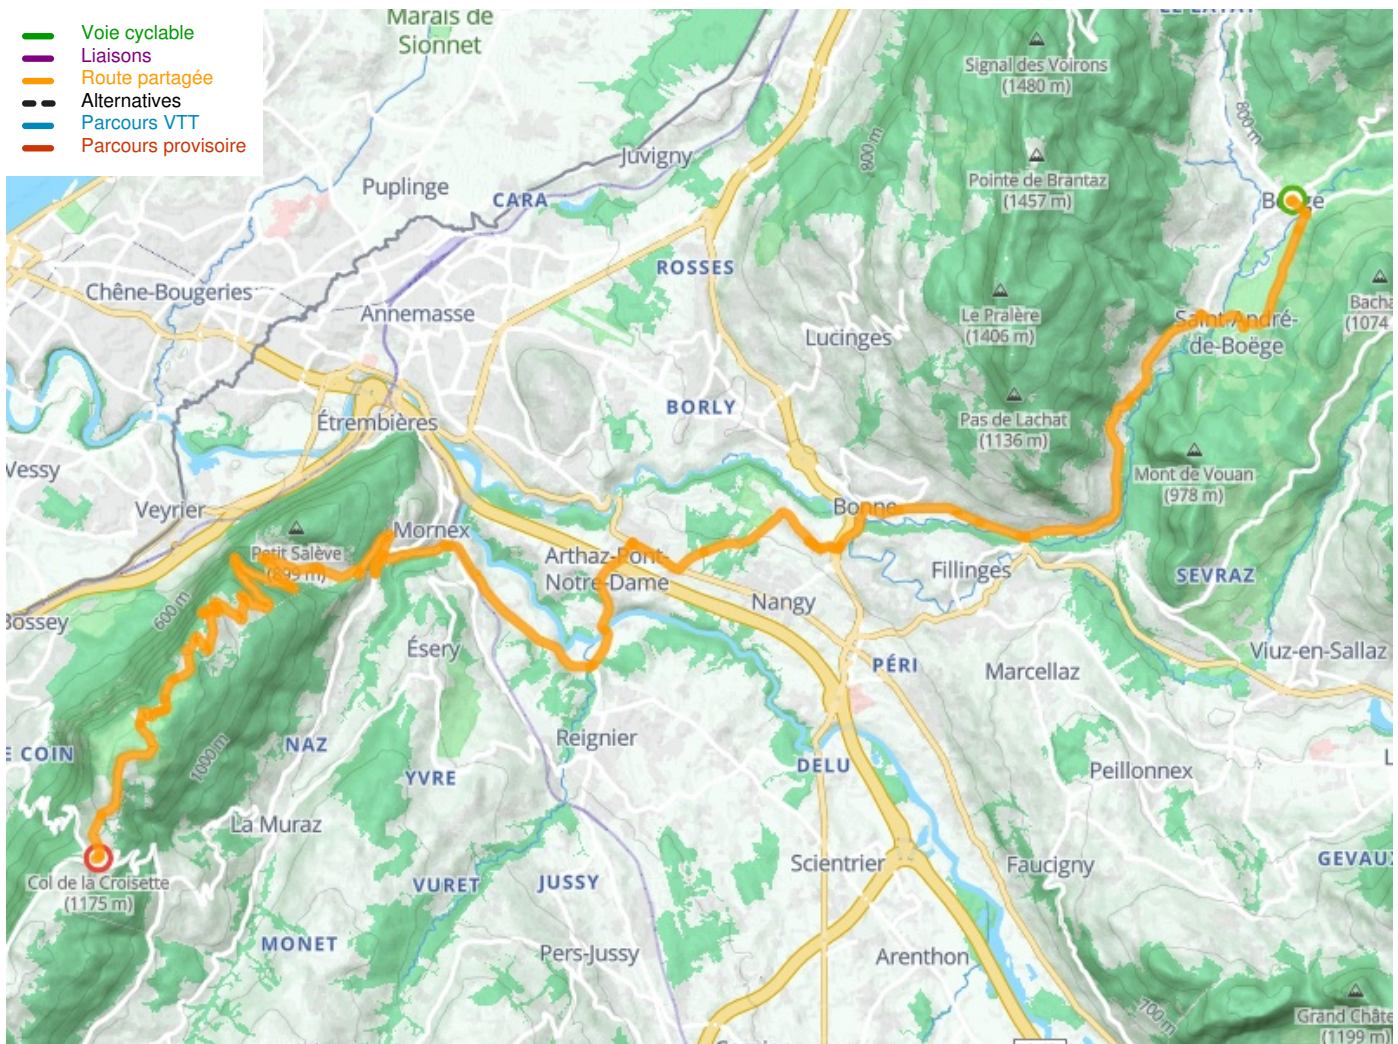 Voie cyclable
Liaisons
Route partagée
Alternatives
Parcours VTT
Parcours provisoire
Marais de
Sionnet
Signal des Voirons
(1480 m)
800 m
800 m
Juvigny
Pointe de Brantaz
(1457 m)
Puplinge
CARA
ROSSES
Chêne-Bougeries
Annemasse
Le Pralère
(1406 m)
Lucinges
Saint-André-
de-Boëge
Bacha
(1074
BORLY
Étrembières
Pas de Lachat
(1136 m)
Mont de Vouan
(978 m)
Vessy
Veyrier
Bonne
Mornex
Petit Salève
(899 m)
Arthaz-Pont-
Notre-Dame
Fillinges
SEVRAZ
Nangy
600 m
Bossey
Ésery
PÉRI
Marcellaz
Viuz-en-Sallaz
Reignier
NAZ
E COIN
1000 m
YVRE
DELU
Peillonnex
La Muraz
Scientrier
Faucigny
GEVAUX
Col de la Croisette
(1175 m)
VURET
JUSSY
MONET
Pers-Jussy
Arenthon
700 m
Grand Châte
(1199 m)